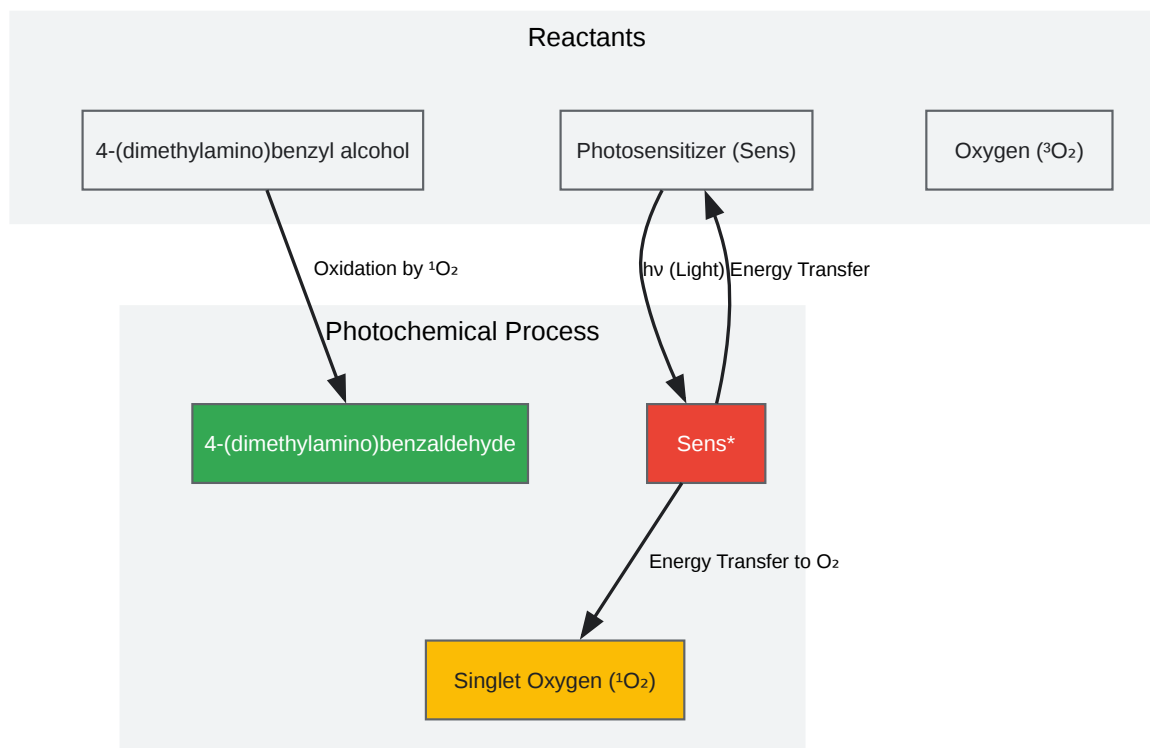 Reactants
4-(dimethylamino)benzyl alcohol
Photosensitizer (Sens)
Oxygen (³O₂)
Oxidation by ¹O₂
hν (Light)
Energy Transfer
Photochemical Process
4-(dimethylamino)benzaldehyde
Sens*
Energy Transfer to O₂
Singlet Oxygen (¹O₂)